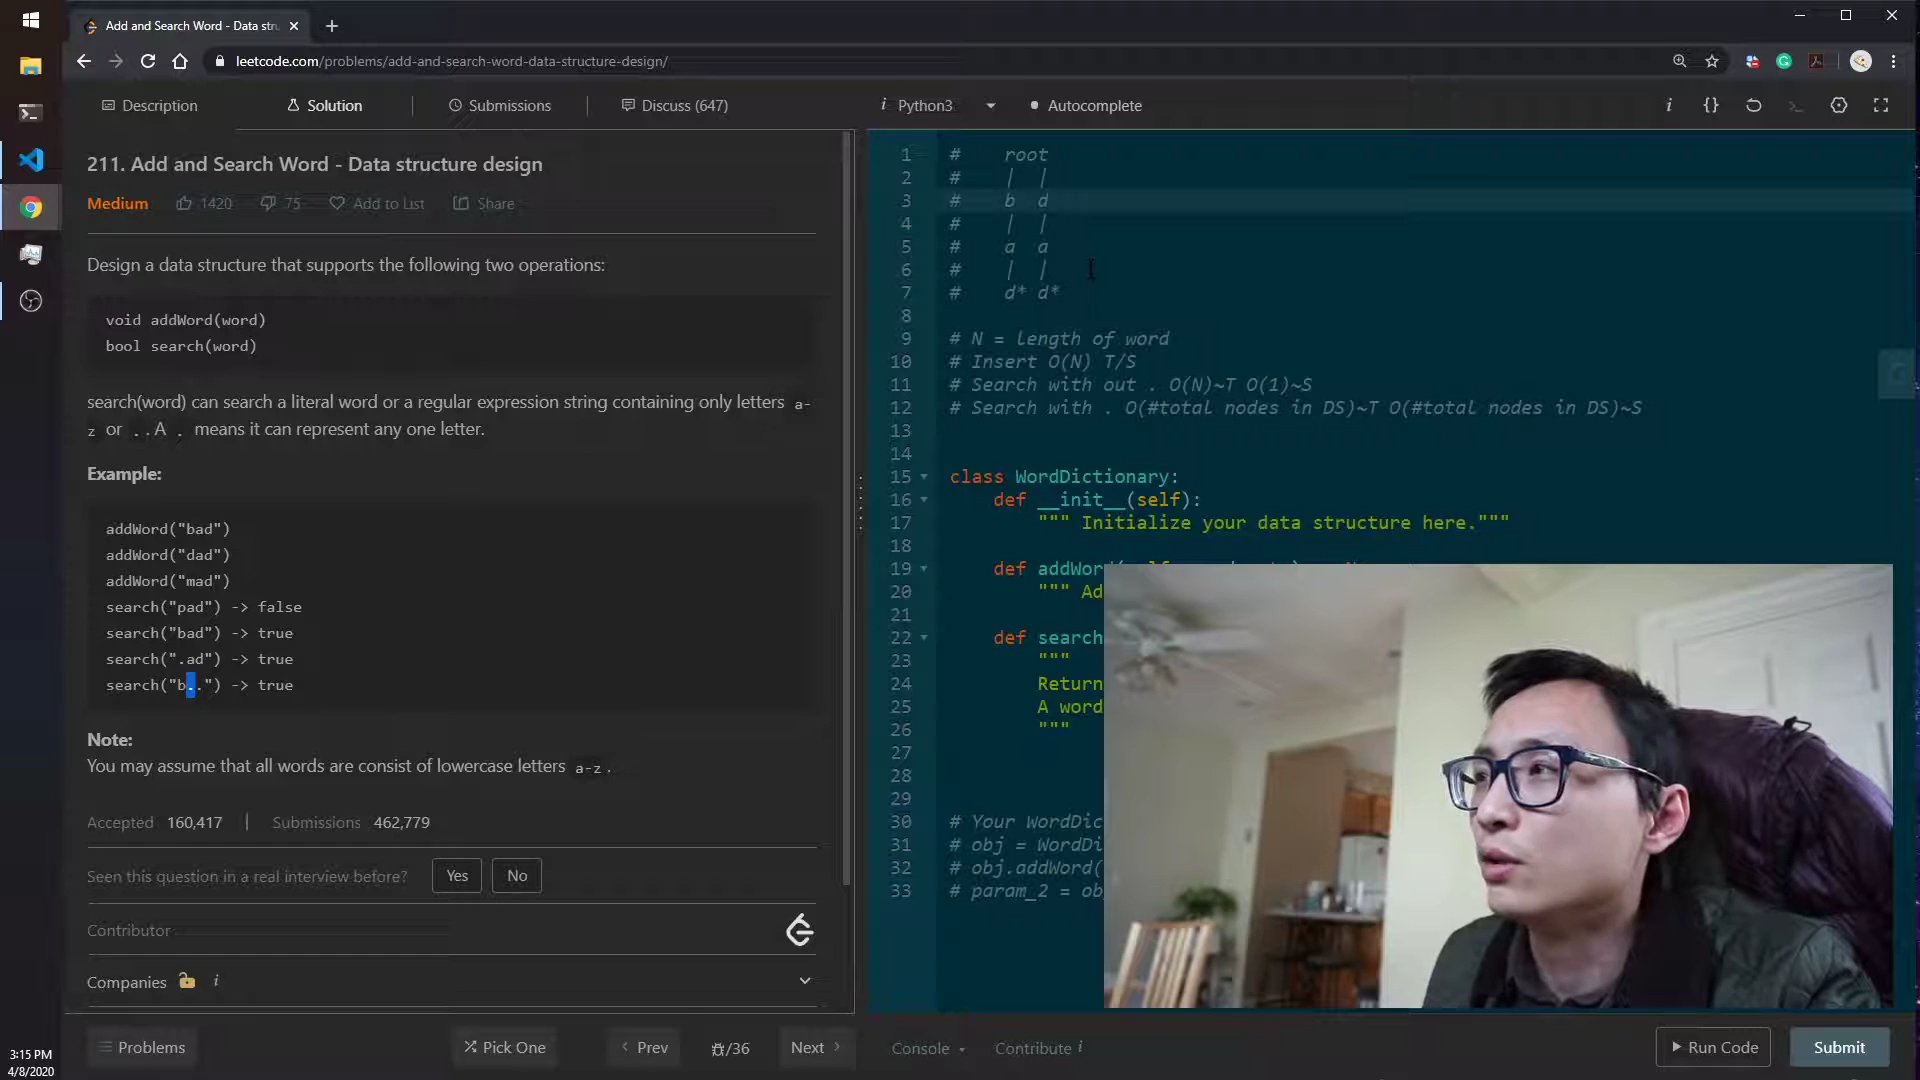 Add and Search Word - Data stru
leetcode.com/problems/add-and-search-word-data-structure-design/
Description
Solution
Submissions
Discuss (647)
i Python3
Autocomplete
211. Add and Search Word - Data structure design
Medium
1420
75
Add to List
Share
Design a data structure that supports the following two operations:
void addWord(word)
bool search(word)
search(word) can search a literal word or a regular expression string containing only letters a-
z or . . A . means it can represent any one letter.
Example:
addWord("bad")
addWord("dad")
addWord("mad")
search("pad") -> false
search("bad") -> true
search(".ad") -> true
search("b..") -> true
Note:
You may assume that all words are consist of lowercase letters a-z .
Accepted 160,417 | Submissions 462,779
Seen this question in a real interview before?
Yes
No
Contributor
Companies
i
Problems
Pick One
Prev
/36
Next
1 # root
2 # | |
3 # b d
4 # | |
5 # a a
6 # | |
7 # d* d*
8
9 # N = length of word
10 # Insert O(N) T/S
11 # Search with out . O(N)~T O(1)~S
12 # Search with . O(#total nodes in DS)~T O(#total nodes in DS)~S
13
14
15 class WordDictionary:
16 def __init__(self):
17 """ Initialize your data structure here."""
18
19 def addWor
20 """ Ad
21
22 def search
23 """
24 Return
25 A word
26 """
27
28
29
30 # Your WordDic
31 # obj = WordDi
32 # obj.addWord(
33 # param_2 = ob
Console
Contribute i
Run Code
Submit
3:15 PM
4/8/2020